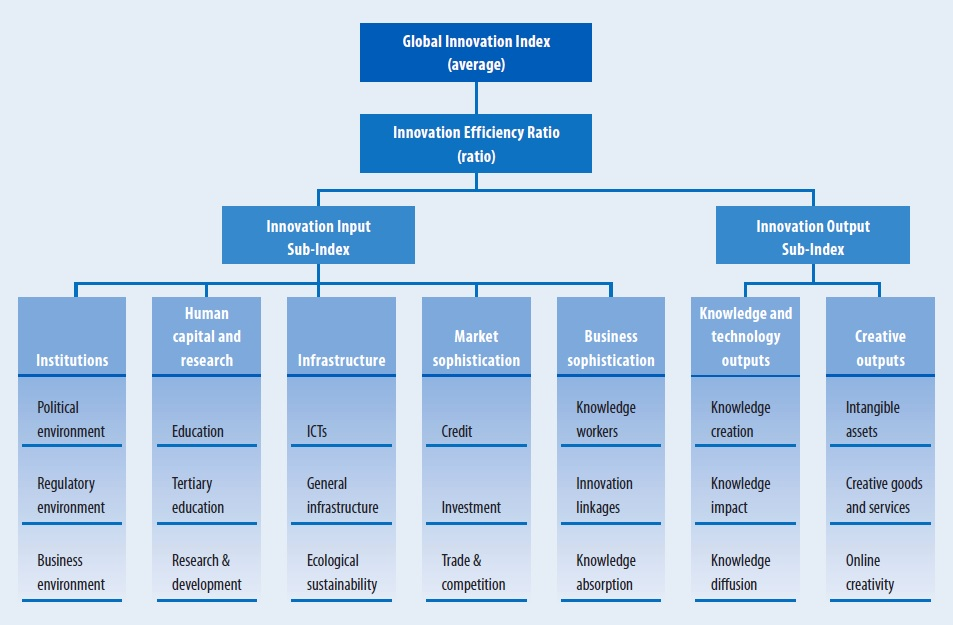 Global Innovation Index
(average)
Innovation Efficiency Ratio
(ratio)
Innovation Input
Sub-Index
Innovation Output
Sub-Index
Institutions
Human
capital and
research
Infrastructure
Market
sophistication
Business
sophistication
Knowledge and
technology
outputs
Creative
outputs
Political
environment
Education
ICTs
Credit
Knowledge
workers
Knowledge
creation
Intangible
assets
Regulatory
environment
Tertiary
education
General
infrastructure
Investment
Innovation
linkages
Knowledge
impact
Creative goods
and services
Business
environment
Research &
development
Ecological
sustainability
Trade &
competition
Knowledge
absorption
Knowledge
diffusion
Online
creativity